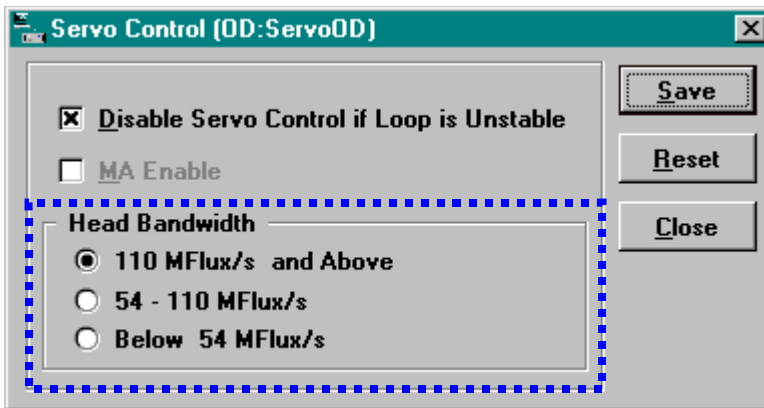 Servo Control (OD:ServoOD)
Disable Servo Control if Loop is Unstable
MA Enable
Head Bandwidth
110 MFlux/s and Above
54 - 110 MFlux/s
Below 54 MFlux/s
Save
Reset
Close